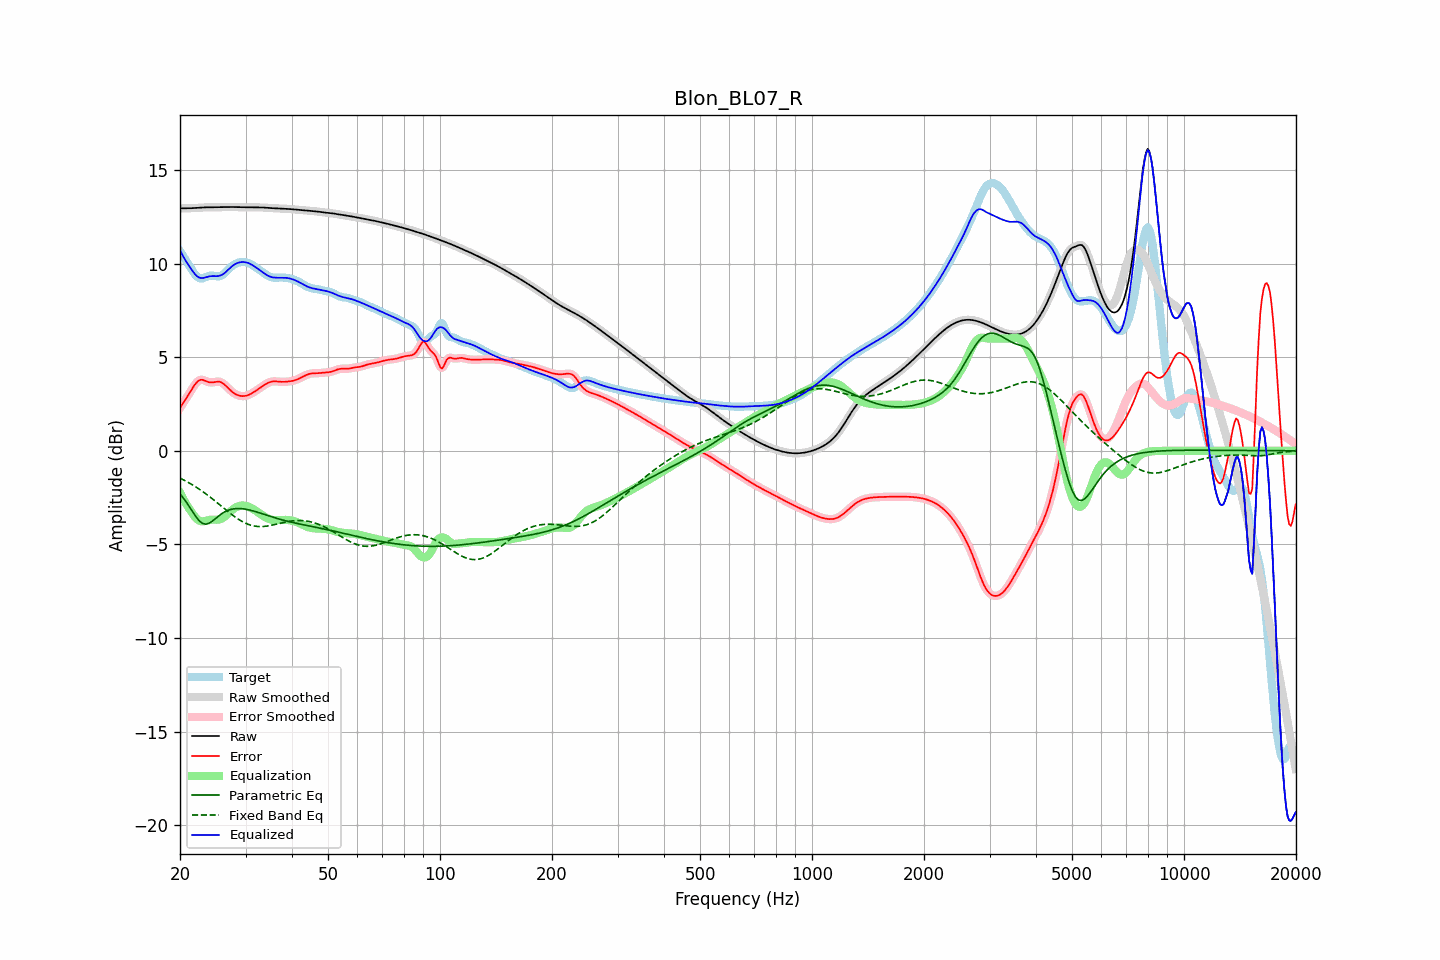 Blon_BL07_R
Amplitude (dBr)
15
10
5
0
−5
−10
−15
−20
Target
Raw Smoothed
Error Smoothed
Raw
Error
Equalization
Parametric Eq
Fixed Band Eq
Equalized
20 50 100 200 500 1000 2000 5000 10000 20000
Frequency (Hz)